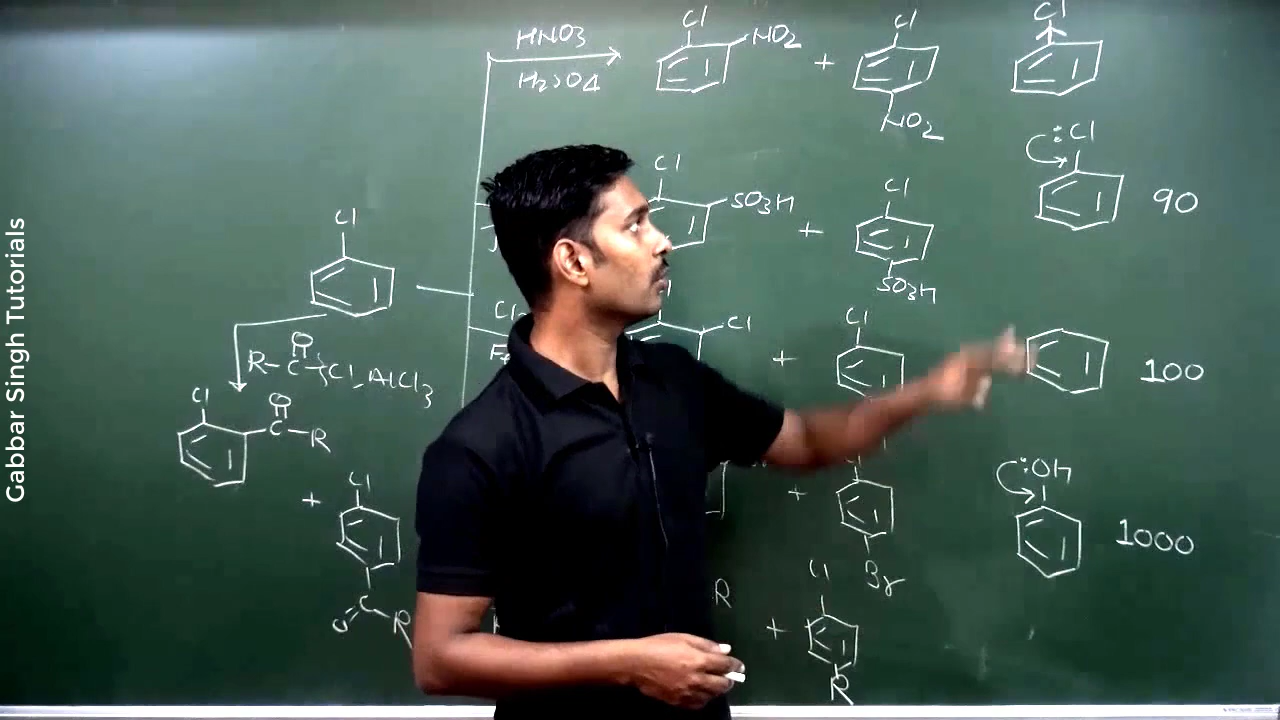 Gabbar Singh Tutorials
HNO3
H2SO4
Cl
NO2
+
Cl
NO2
Cl
:Cl
90
Cl
SO3H
+
Cl
SO3H
Cl
Cl
+
Cl
100
R-C-Cl, AlCl3
O
Cl
O
C-R
+
Cl
C
O
R
:OH
1000
+
Br
R
Cl
+
R